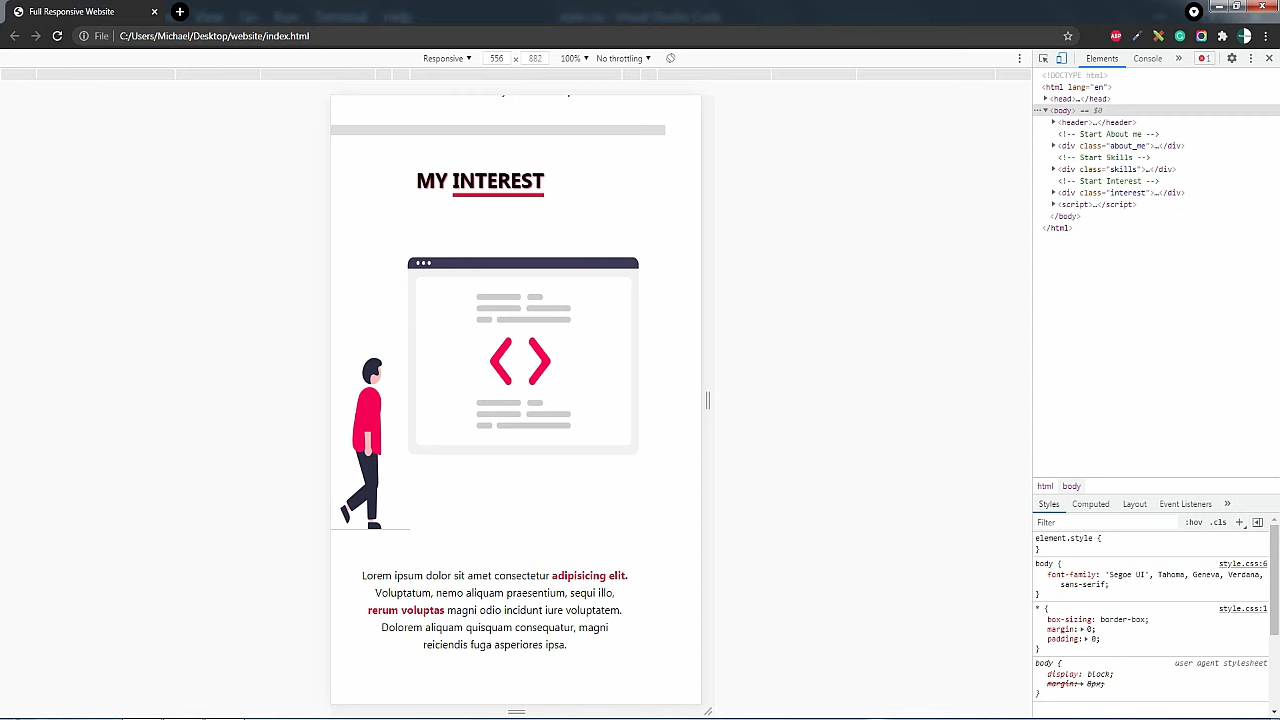 Full Responsive Website
File
C:/Users/Michael/Desktop/website/index.html
ABP
Responsive 556 × 882 100% No throttling
Elements Console » 1
<!DOCTYPE html>
<html lang="en">
<head>…</head>
<body> == $0
<header>…</header>
<!-- Start About me -->
<div class="about_me">…</div>
<!-- Start Skills -->
<div class="skills">…</div>
<!-- Start Interest -->
<div class="interest">…</div>
<script>…</script>
</body>
</html>
MY INTEREST
Lorem ipsum dolor sit amet consectetur adipisicing elit.
Voluptatum, nemo aliquam praesentium, sequi illo,
rerum voluptas magni odio incidunt iure voluptatem.
Dolorem aliquam quisquam consequatur, magni
reiciendis fuga asperiores ipsa.
html body
Styles Computed Layout Event Listeners »
Filter :hov .cls +
element.style {
}
body { style.css:6
font-family: 'Segoe UI', Tahoma, Geneva, Verdana,
sans-serif;
}
* { style.css:1
box-sizing: border-box;
margin: 0;
padding: 0;
}
body { user agent stylesheet
display: block;
margin: 8px;
}